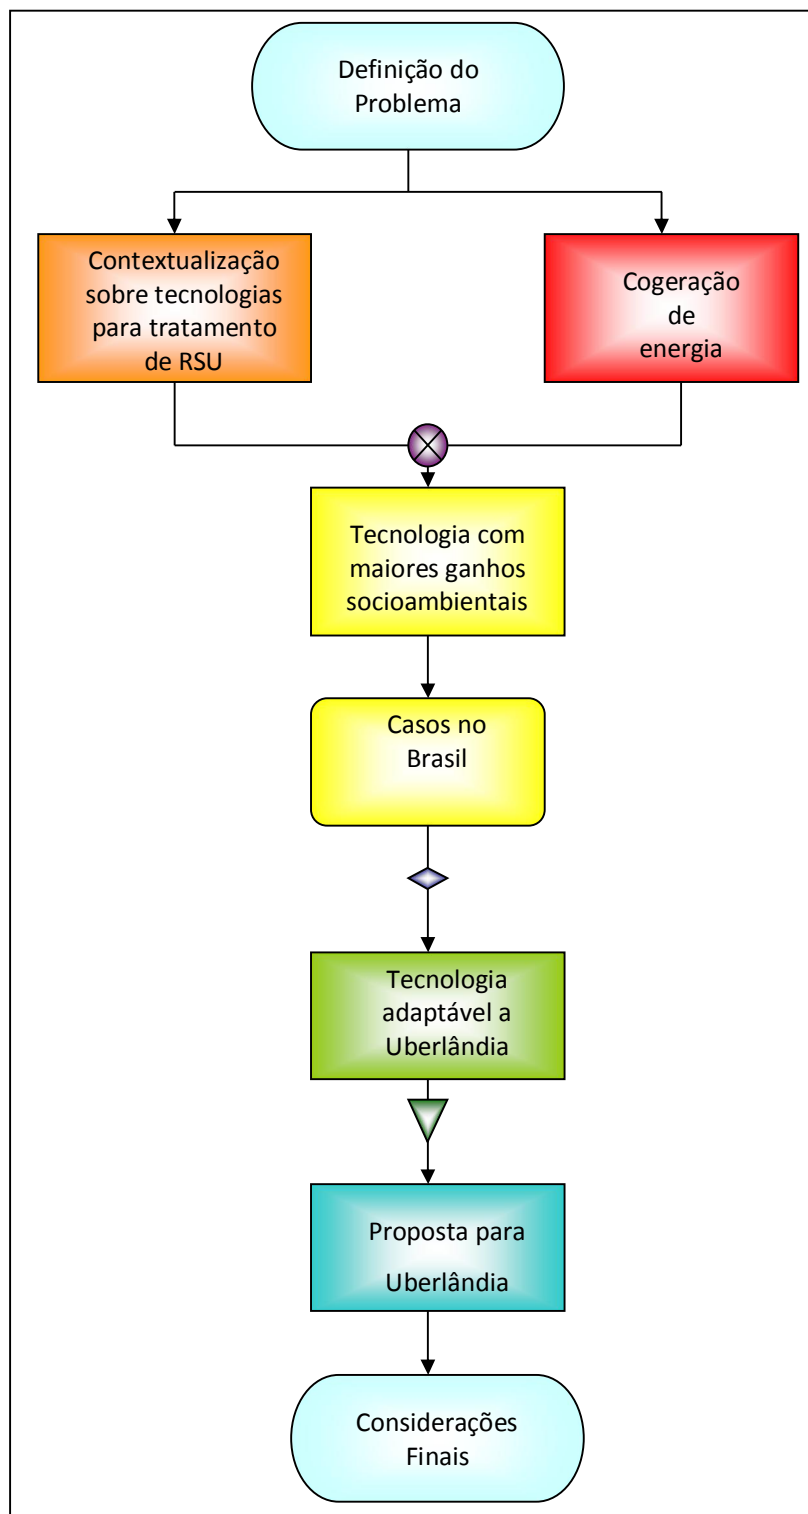 Definição do
Problema
Contextualização
sobre tecnologias
para tratamento
de RSU
Cogeração
de
energia
Tecnologia com
maiores ganhos
socioambientais
Casos no
Brasil
Tecnologia
adaptável a
Uberlândia
Proposta para
Uberlândia
Considerações
Finais